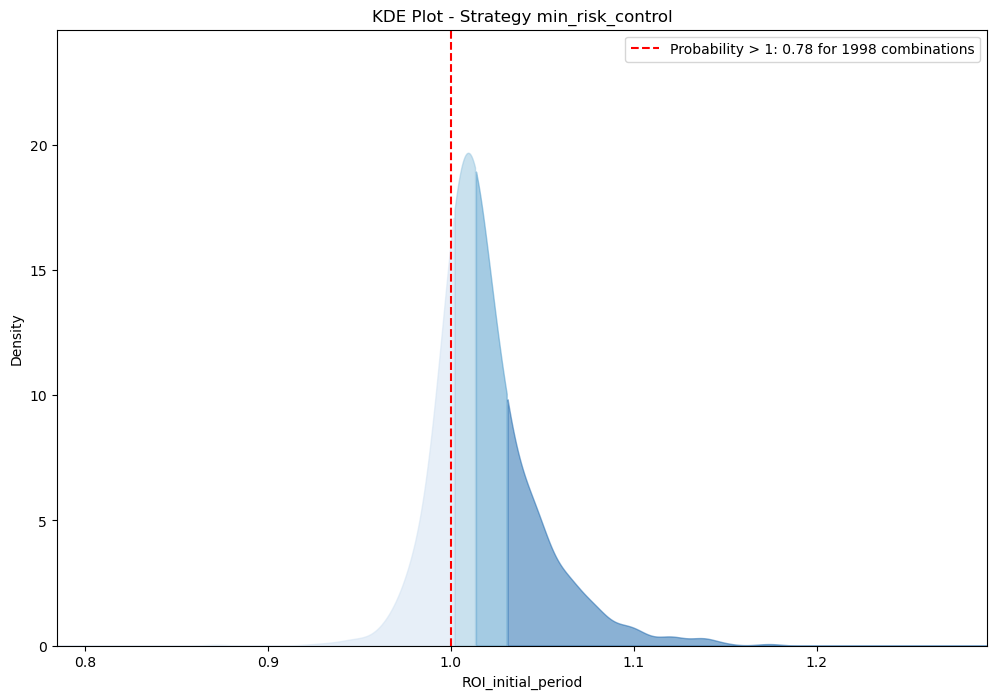 KDE Plot - Strategy min_risk_control
Probability > 1: 0.78 for 1998 combinations
Density
20
15
10
5
0
0.8 0.9 1.0 1.1 1.2
ROI_initial_period